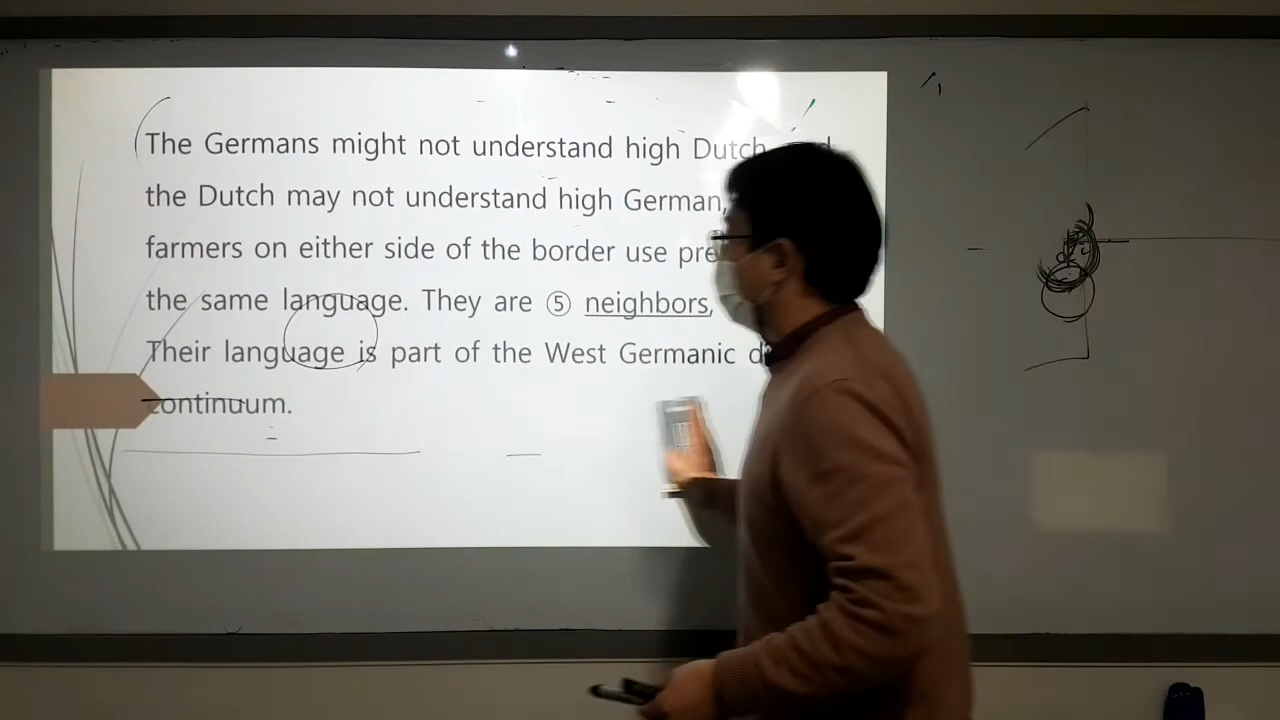 The Germans might not understand high Dutch
the Dutch may not understand high German,
farmers on either side of the border use
the same language. They are ⑤ neighbors,
Their language is part of the West Germanic
continuum.